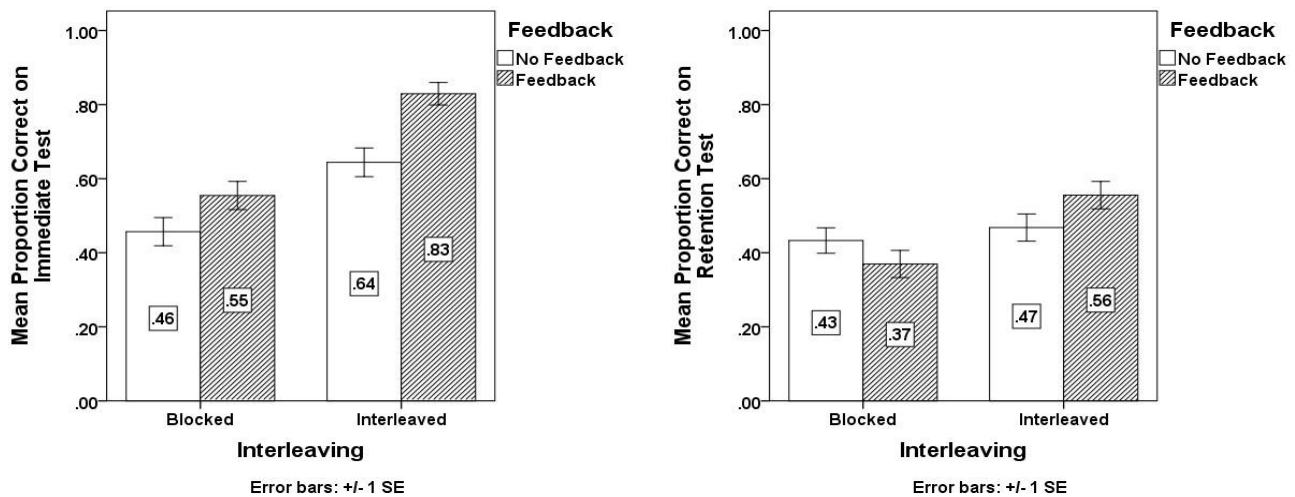 Mean Proportion Correct on
Immediate Test
1.00
.80
.60
.40
.20
.00
.46
.55
.64
.83
Blocked
Interleaved
Interleaving
Error bars: +/- 1 SE
Feedback
No Feedback
Feedback
Mean Proportion Correct on
Retention Test
1.00
.80
.60
.40
.20
.00
.43
.37
.47
.56
Blocked
Interleaved
Interleaving
Error bars: +/- 1 SE
Feedback
No Feedback
Feedback